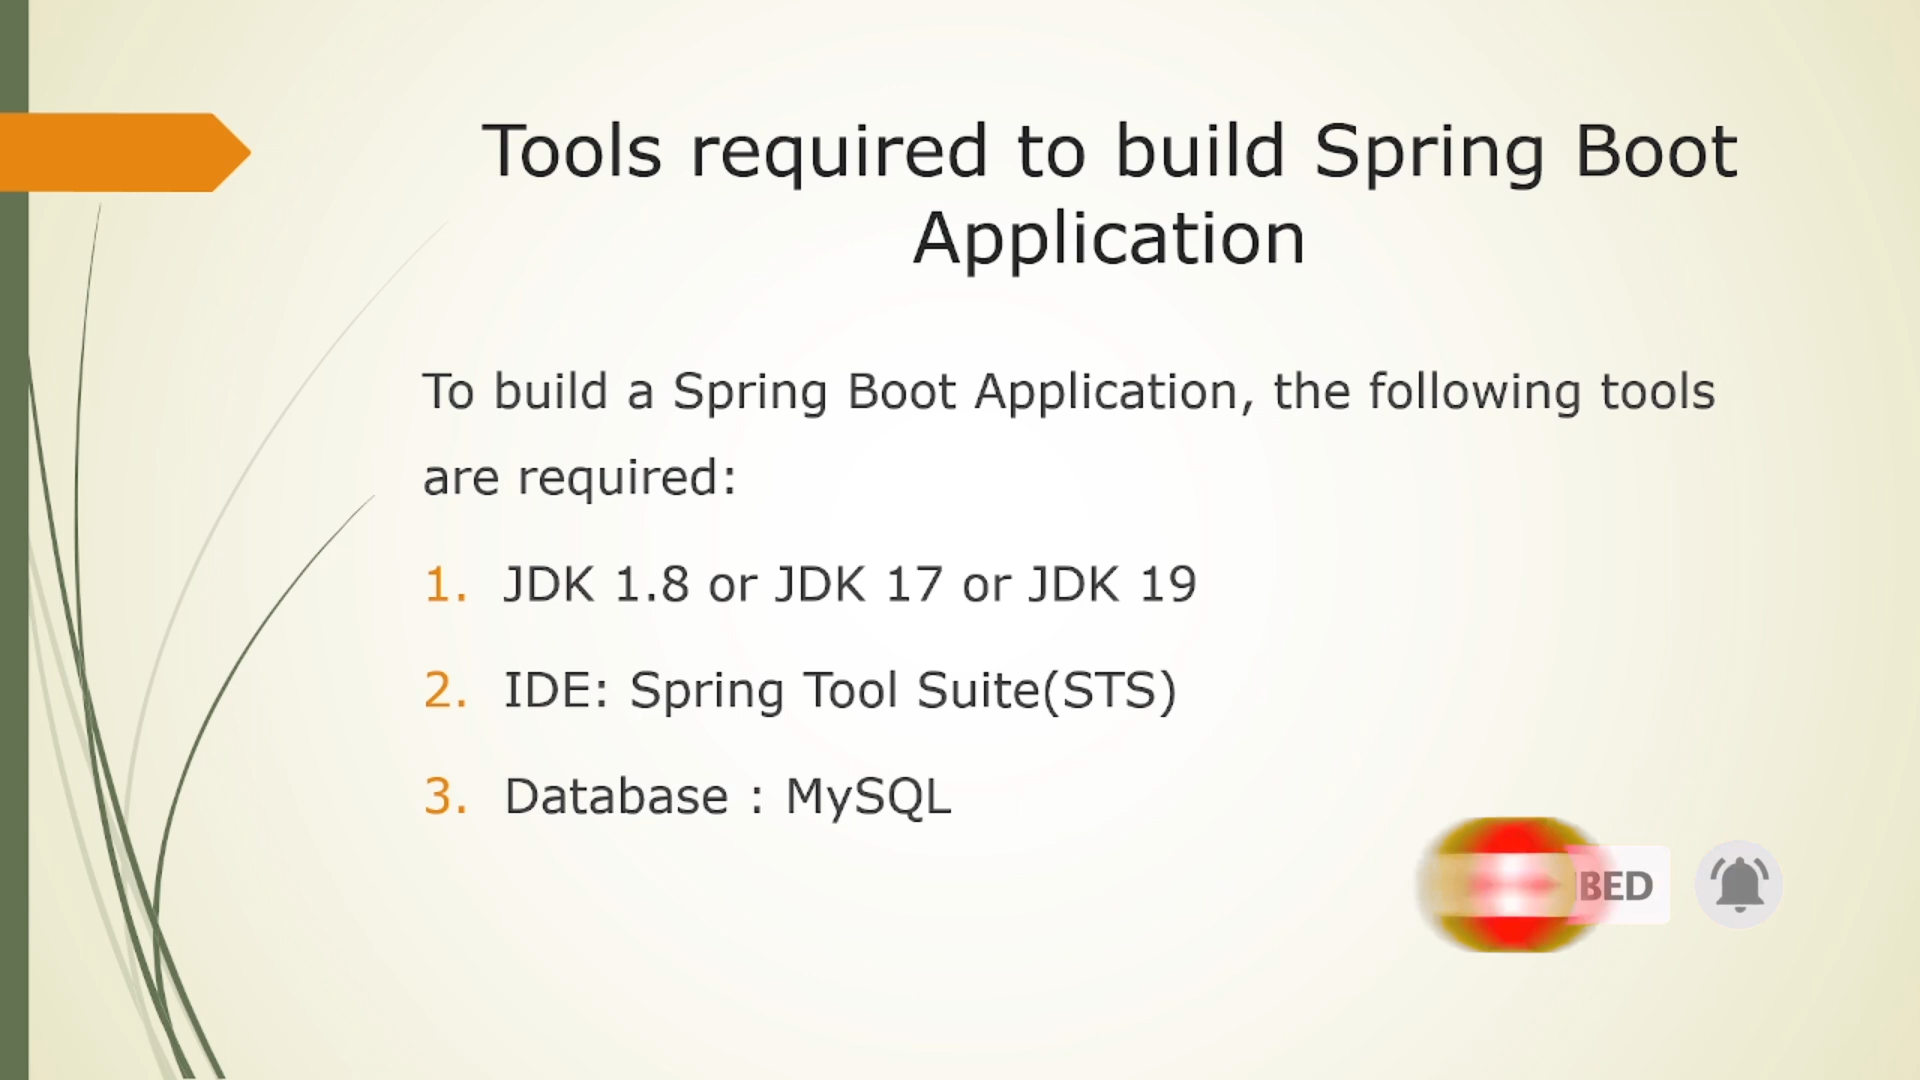 Tools required to build Spring Boot
Application
To build a Spring Boot Application, the following tools
are required:
1. JDK 1.8 or JDK 17 or JDK 19
2. IDE: Spring Tool Suite(STS)
3. Database : MySQL
BED